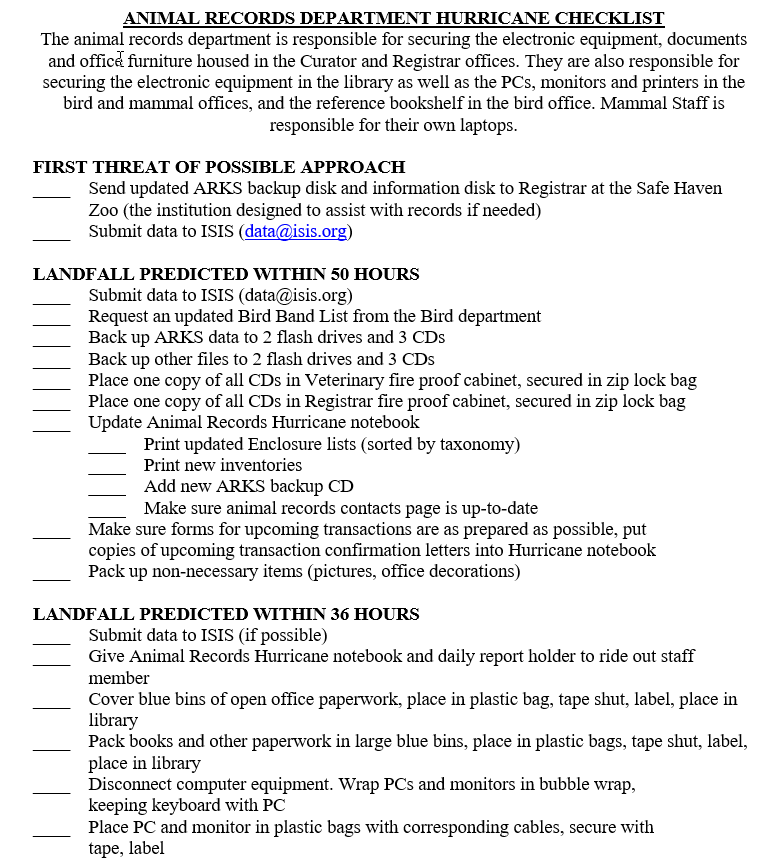 ANIMAL RECORDS DEPARTMENT HURRICANE CHECKLIST
The animal records department is responsible for securing the electronic equipment, documents
and office furniture housed in the Curator and Registrar offices. They are also responsible for
securing the electronic equipment in the library as well as the PCs, monitors and printers in the
bird and mammal offices, and the reference bookshelf in the bird office. Mammal Staff is
responsible for their own laptops.
FIRST THREAT OF POSSIBLE APPROACH
____ Send updated ARKS backup disk and information disk to Registrar at the Safe Haven
Zoo (the institution designed to assist with records if needed)
____ Submit data to ISIS (data@isis.org)
LANDFALL PREDICTED WITHIN 50 HOURS
____ Submit data to ISIS (data@isis.org)
____ Request an updated Bird Band List from the Bird department
____ Back up ARKS data to 2 flash drives and 3 CDs
____ Back up other files to 2 flash drives and 3 CDs
____ Place one copy of all CDs in Veterinary fire proof cabinet, secured in zip lock bag
____ Place one copy of all CDs in Registrar fire proof cabinet, secured in zip lock bag
____ Update Animal Records Hurricane notebook
____ Print updated Enclosure lists (sorted by taxonomy)
____ Print new inventories
____ Add new ARKS backup CD
____ Make sure animal records contacts page is up-to-date
____ Make sure forms for upcoming transactions are as prepared as possible, put
copies of upcoming transaction confirmation letters into Hurricane notebook
____ Pack up non-necessary items (pictures, office decorations)
LANDFALL PREDICTED WITHIN 36 HOURS
____ Submit data to ISIS (if possible)
____ Give Animal Records Hurricane notebook and daily report holder to ride out staff
member
____ Cover blue bins of open office paperwork, place in plastic bag, tape shut, label, place in
library
____ Pack books and other paperwork in large blue bins, place in plastic bags, tape shut, label,
place in library
____ Disconnect computer equipment. Wrap PCs and monitors in bubble wrap,
keeping keyboard with PC
____ Place PC and monitor in plastic bags with corresponding cables, secure with
tape, label